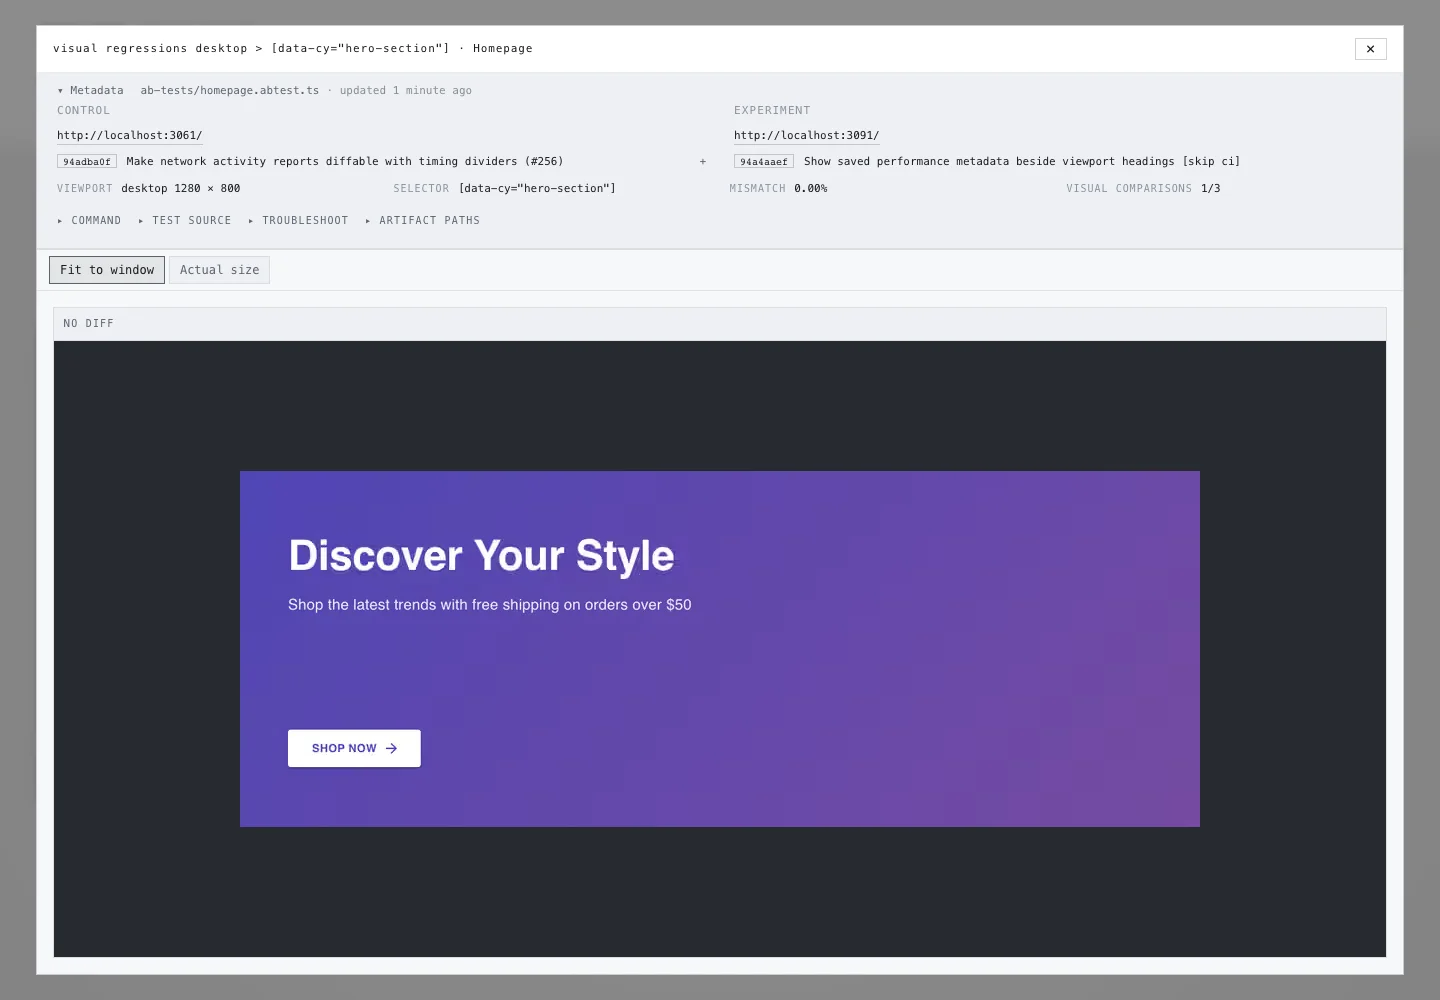 visual regressions desktop > [data-cy="hero-section"] · Homepage ✕
▾ Metadata ab-tests/homepage.abtest.ts · updated 1 minute ago
CONTROL EXPERIMENT
http://localhost:3061/ http://localhost:3091/
94adba0f Make network activity reports diffable with timing dividers (#256) + 94a4aaef Show saved performance metadata beside viewport headings [skip ci]
VIEWPORT desktop 1280 × 800 SELECTOR [data-cy="hero-section"] MISMATCH 0.00% VISUAL COMPARISONS 1/3
▸ COMMAND ▸ TEST SOURCE ▸ TROUBLESHOOT ▸ ARTIFACT PATHS
Fit to window Actual size
NO DIFF
Discover Your Style
Shop the latest trends with free shipping on orders over $50
SHOP NOW →